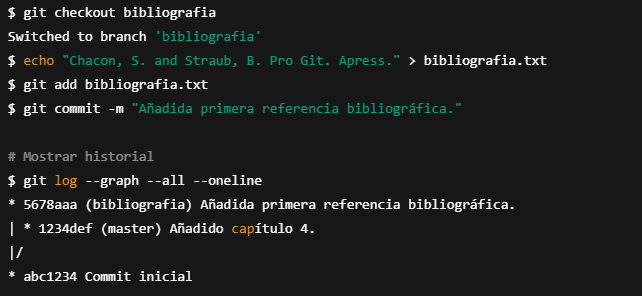 $ git checkout bibliografia
Switched to branch 'bibliografia'
$ echo "Chacon, S. and Straub, B. Pro Git. Apress." > bibliografia.txt
$ git add bibliografia.txt
$ git commit -m "Añadida primera referencia bibliográfica."

# Mostrar historial
$ git log --graph --all --oneline
* 5678aaa (bibliografia) Añadida primera referencia bibliográfica.
| * 1234def (master) Añadido capítulo 4.
|/
* abc1234 Commit inicial